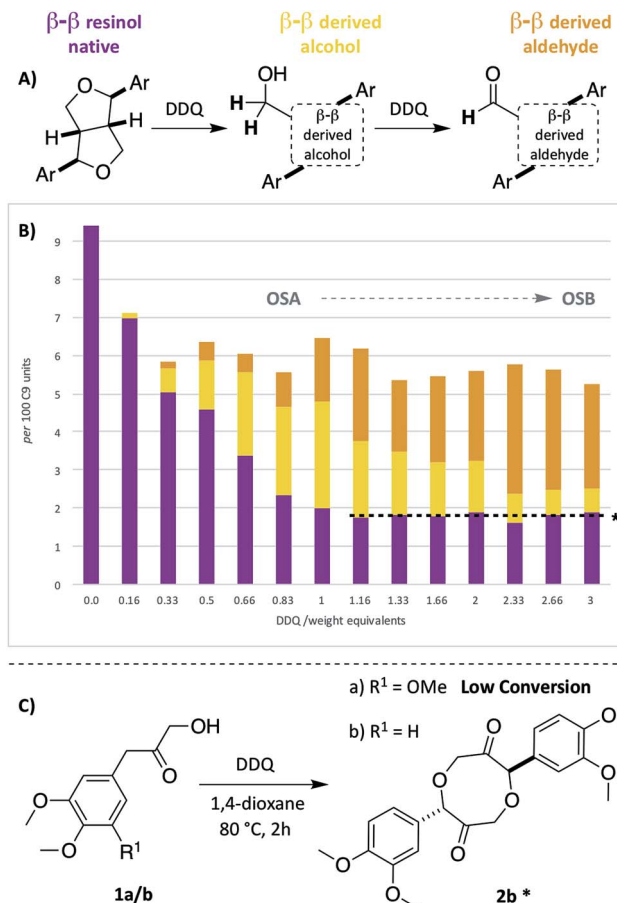 β-β resinol
native
β-β derived
alcohol
β-β derived
aldehyde
A)
O
Ar
H
H
Ar
O
DDQ
OH
H
H
Ar
β-β
derived
alcohol
Ar
DDQ
O
H
Ar
β-β
derived
aldehyde
Ar
B)
per 100 C9 units
9
8
7
6
5
4
3
2
1
0
OSA
OSB
*
0.0 0.16 0.33 0.5 0.66 0.83 1 1.16 1.33 1.66 2 2.33 2.66 3
DDQ /weight equivalents
C)
OH
O
O
O
R1
1a/b
DDQ
1,4-dioxane
80 °C, 2h
a) R1 = OMe Low Conversion
b) R1 = H
O
O
O
O
O
O
O
O
2b *